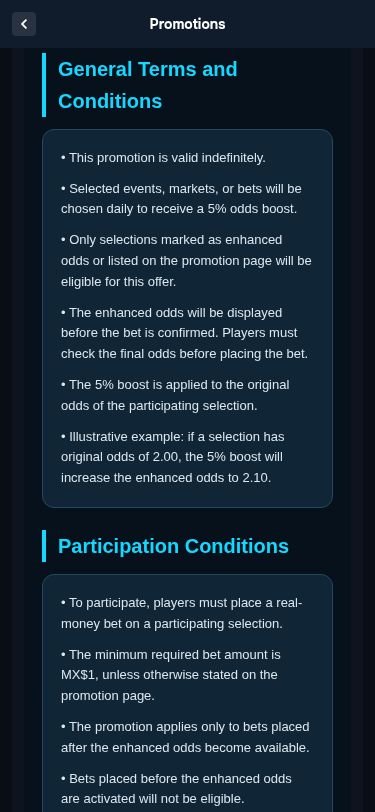 Promotions
General Terms and
Conditions
• This promotion is valid indefinitely.
• Selected events, markets, or bets will be
chosen daily to receive a 5% odds boost.
• Only selections marked as enhanced
odds or listed on the promotion page will be
eligible for this offer.
• The enhanced odds will be displayed
before the bet is confirmed. Players must
check the final odds before placing the bet.
• The 5% boost is applied to the original
odds of the participating selection.
• Illustrative example: if a selection has
original odds of 2.00, the 5% boost will
increase the enhanced odds to 2.10.
Participation Conditions
• To participate, players must place a real-
money bet on a participating selection.
• The minimum required bet amount is
MX$1, unless otherwise stated on the
promotion page.
• The promotion applies only to bets placed
after the enhanced odds become available.
• Bets placed before the enhanced odds
are activated will not be eligible.